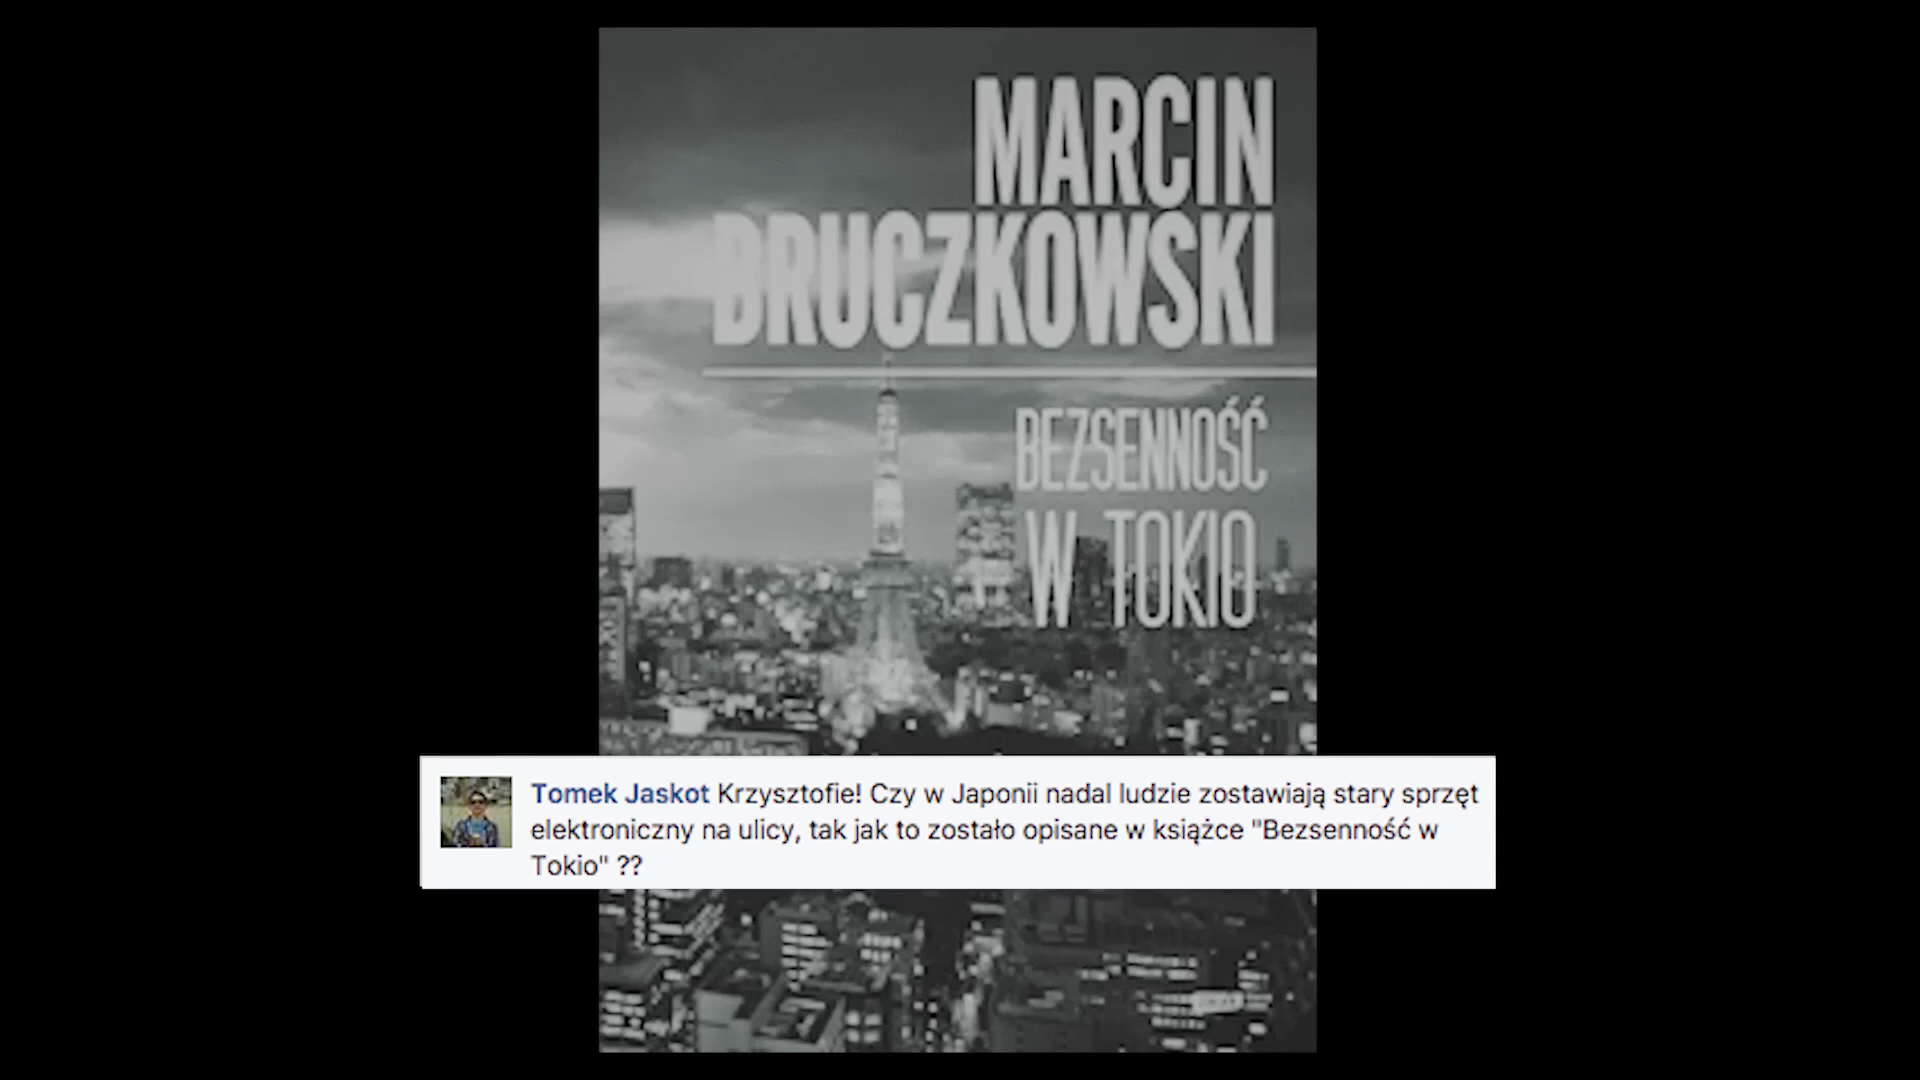 MARCIN
BRUCZKOWSKI
BEZSENNOŚĆ
W TOKIO
Tomek Jaskot Krzysztofie! Czy w Japonii nadal ludzie zostawiają stary sprzęt
elektroniczny na ulicy, tak jak to zostało opisane w książce "Bezsenność w
Tokio" ??